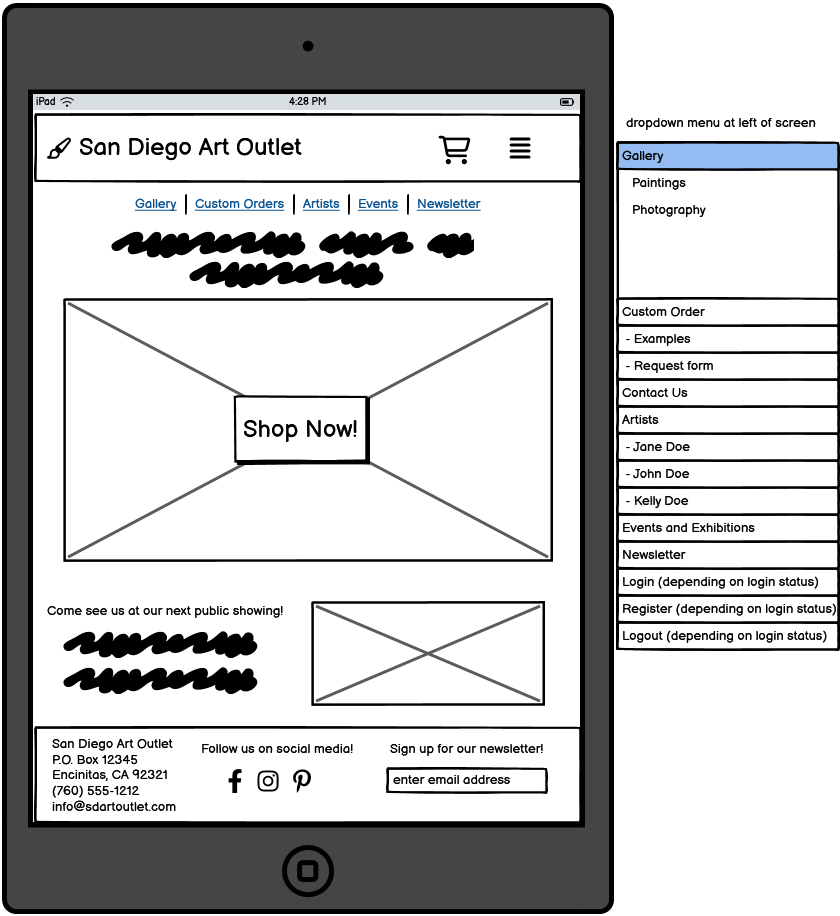 iPad
4:28 PM
San Diego Art Outlet
Gallery | Custom Orders | Artists | Events | Newsletter
Shop Now!
Come see us at our next public showing!
San Diego Art Outlet
P.O. Box 12345
Encinitas, CA 92321
(760) 555-1212
info@sdartoutlet.com
Follow us on social media!
Sign up for our newsletter!
enter email address
dropdown menu at left of screen
Gallery
Paintings
Photography
Custom Order
- Examples
- Request form
Contact Us
Artists
- Jane Doe
- John Doe
- Kelly Doe
Events and Exhibitions
Newsletter
Login (depending on login status)
Register (depending on login status)
Logout (depending on login status)